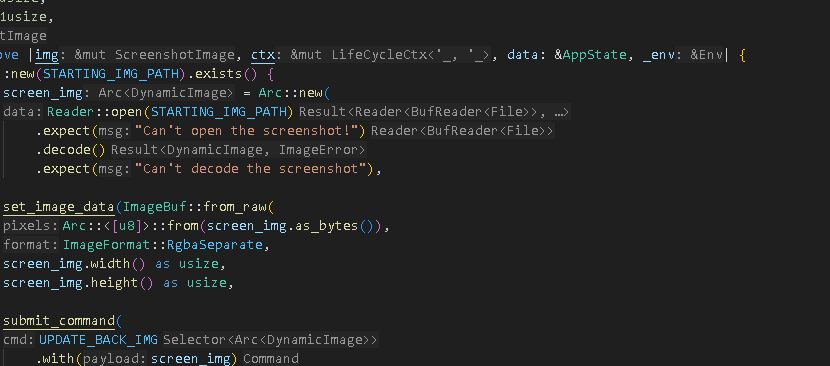 1usize,
tImage
ove |img: &mut ScreenshotImage, ctx: &mut LifeCycleCtx<'_, '_>, data: &AppState, _env: &Env| {
:new(STARTING_IMG_PATH).exists() {
screen_img: Arc<DynamicImage> = Arc::new(
data: Reader::open(STARTING_IMG_PATH) Result<Reader<BufReader<File>>, …>
.expect(msg: "Can't open the screenshot!") Reader<BufReader<File>>
.decode() Result<DynamicImage, ImageError>
.expect(msg: "Can't decode the screenshot"),
set_image_data(ImageBuf::from_raw(
pixels: Arc::<[u8]>::from(screen_img.as_bytes()),
format: ImageFormat::RgbaSeparate,
screen_img.width() as usize,
screen_img.height() as usize,
submit_command(
cmd: UPDATE_BACK_IMG Selector<Arc<DynamicImage>>
.with(payload: screen_img) Command